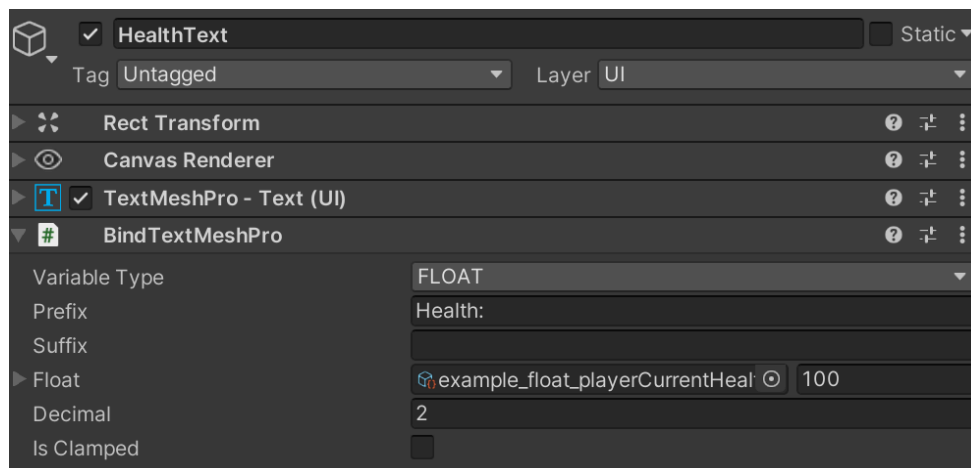 HealthText Static
Tag Untagged Layer UI
Rect Transform
Canvas Renderer
T TextMeshPro - Text (UI)
# BindTextMeshPro
Variable Type FLOAT
Prefix Health:
Suffix
Float example_float_playerCurrentHeal 100
Decimal 2
Is Clamped